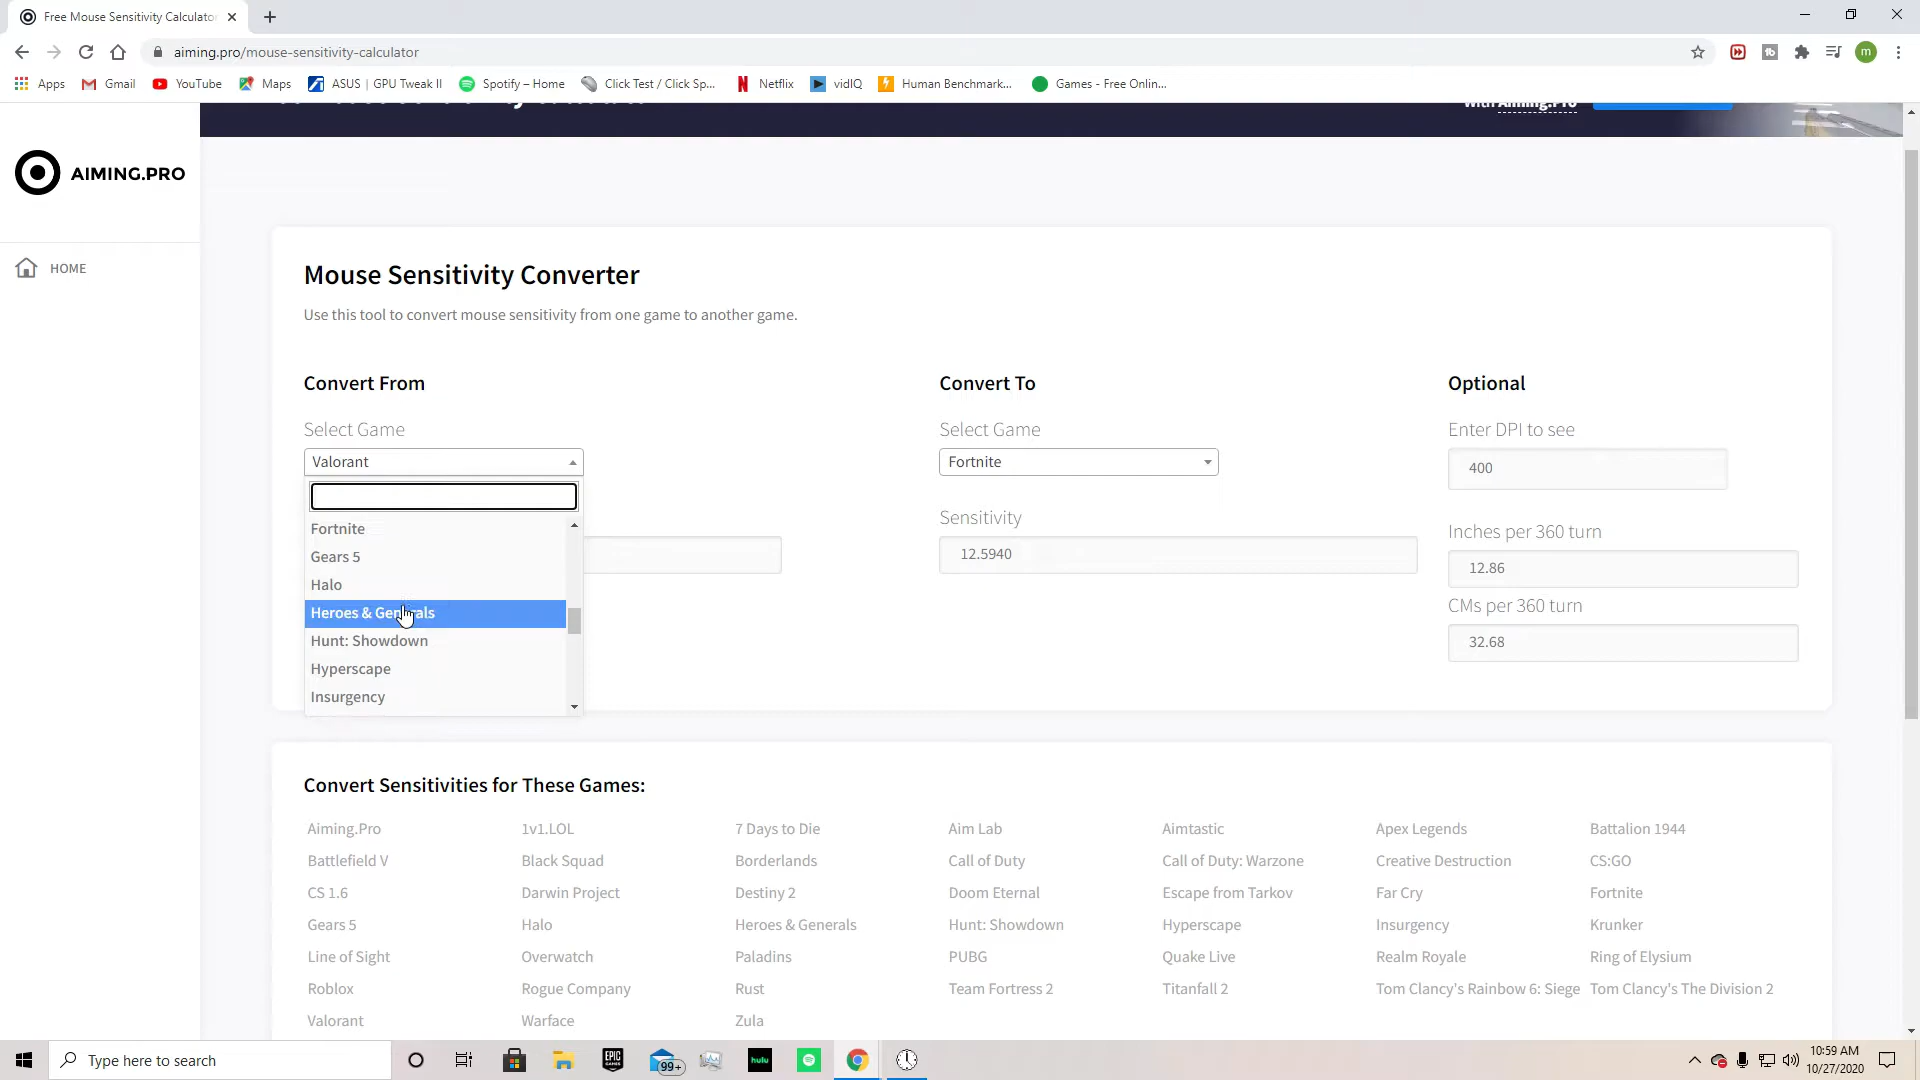 Free Mouse Sensitivity Calculator
aiming.pro/mouse-sensitivity-calculator
m
Apps
Gmail
YouTube
Maps
ASUS | GPU Tweak II
Spotify – Home
Click Test / Click Sp...
Netflix
vidIQ
Human Benchmark...
Games - Free Onlin...
with Aiming.Pro
AIMING.PRO
HOME
Mouse Sensitivity Converter
Use this tool to convert mouse sensitivity from one game to another game.
Convert From
Convert To
Optional
Select Game
Select Game
Enter DPI to see
Valorant
Fortnite
400
Fortnite
Gears 5
Halo
Heroes & Generals
Hunt: Showdown
Hyperscape
Insurgency
Sensitivity
12.5940
Inches per 360 turn
12.86
CMs per 360 turn
32.68
Convert Sensitivities for These Games:
Aiming.Pro 1v1.LOL 7 Days to Die Aim Lab Aimtastic Apex Legends Battalion 1944
Battlefield V Black Squad Borderlands Call of Duty Call of Duty: Warzone Creative Destruction CS:GO
CS 1.6 Darwin Project Destiny 2 Doom Eternal Escape from Tarkov Far Cry Fortnite
Gears 5 Halo Heroes & Generals Hunt: Showdown Hyperscape Insurgency Krunker
Line of Sight Overwatch Paladins PUBG Quake Live Realm Royale Ring of Elysium
Roblox Rogue Company Rust Team Fortress 2 Titanfall 2 Tom Clancy's Rainbow 6: Siege Tom Clancy's The Division 2
Valorant Warface Zula
Type here to search
EPIC GAMES
99+
hulu
10:59 AM
10/27/2020